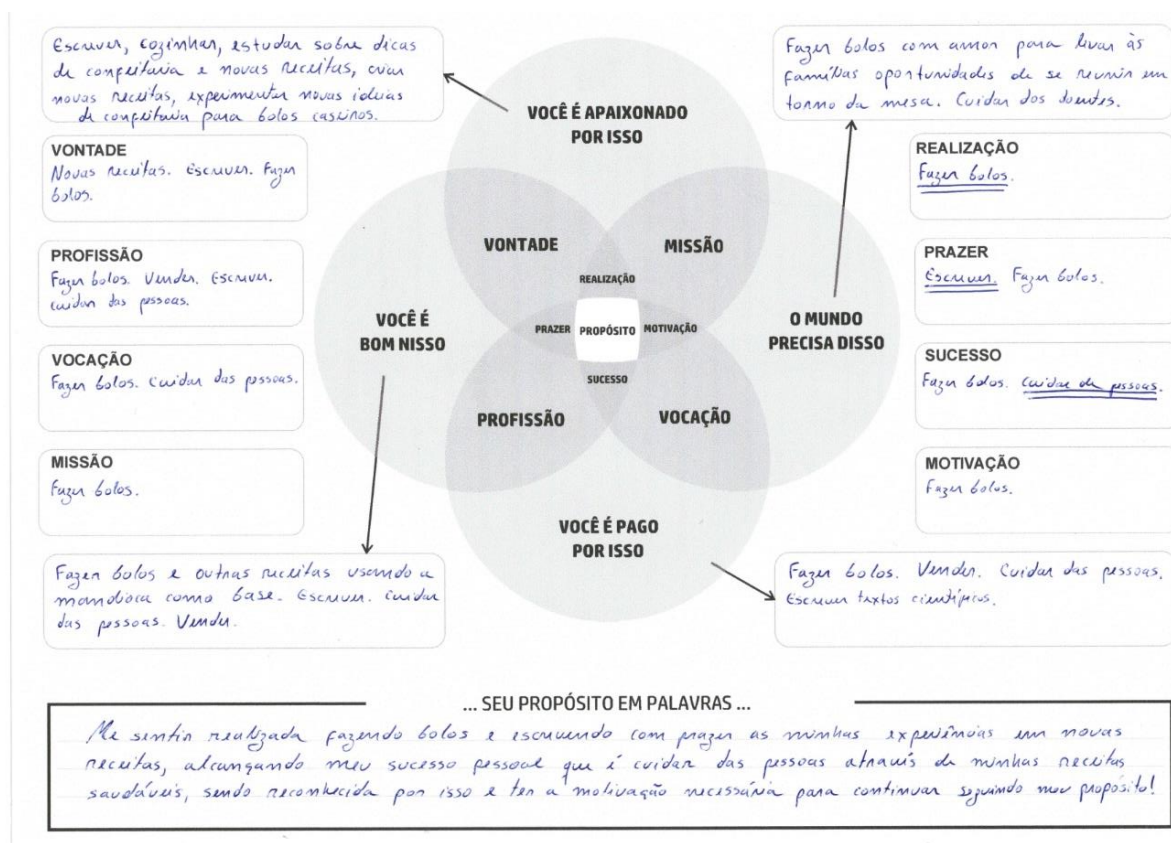 Escrever, cozinhar, estudar sobre dicas
de confeitaria e novas receitas, criar
novas receitas, experimentar novas ideias
de confeitaria para bolos caseiros.
VONTADE
Novas receitas. Escrever. Fazer
bolos.
PROFISSÃO
Fazer bolos. Vender. Escrever.
cuidar das pessoas.
VOCAÇÃO
Fazer bolos. Cuidar das pessoas.
MISSÃO
Fazer bolos.
Fazer bolos e outras receitas usando a
mandioca como base. Escrever. Cuidar
das pessoas. Vender.
VOCÊ É APAIXONADO
POR ISSO
VONTADE
MISSÃO
REALIZAÇÃO
VOCÊ É
BOM NISSO
PRAZER
PROPÓSITO
MOTIVAÇÃO
O MUNDO
PRECISA DISSO
SUCESSO
PROFISSÃO
VOCAÇÃO
VOCÊ É PAGO
POR ISSO
Fazer bolos com amor para levar às
famílias oportunidades de se reunir em
torno da mesa. Cuidar dos doentes.
REALIZAÇÃO
Fazer bolos.
PRAZER
Escrever. Fazer bolos.
SUCESSO
Fazer bolos. Cuidar de pessoas.
MOTIVAÇÃO
Fazer bolos.
Fazer bolos. Vender. Cuidar das pessoas.
Escrever textos científicos.
... SEU PROPÓSITO EM PALAVRAS ...
Me sentir realizada fazendo bolos e escrevendo com prazer as minhas experiências em novas
receitas, alcançando meu sucesso pessoal que é cuidar das pessoas através de minhas receitas
saudáveis, sendo reconhecida por isso e ter a motivação necessária para continuar seguindo meu propósito!